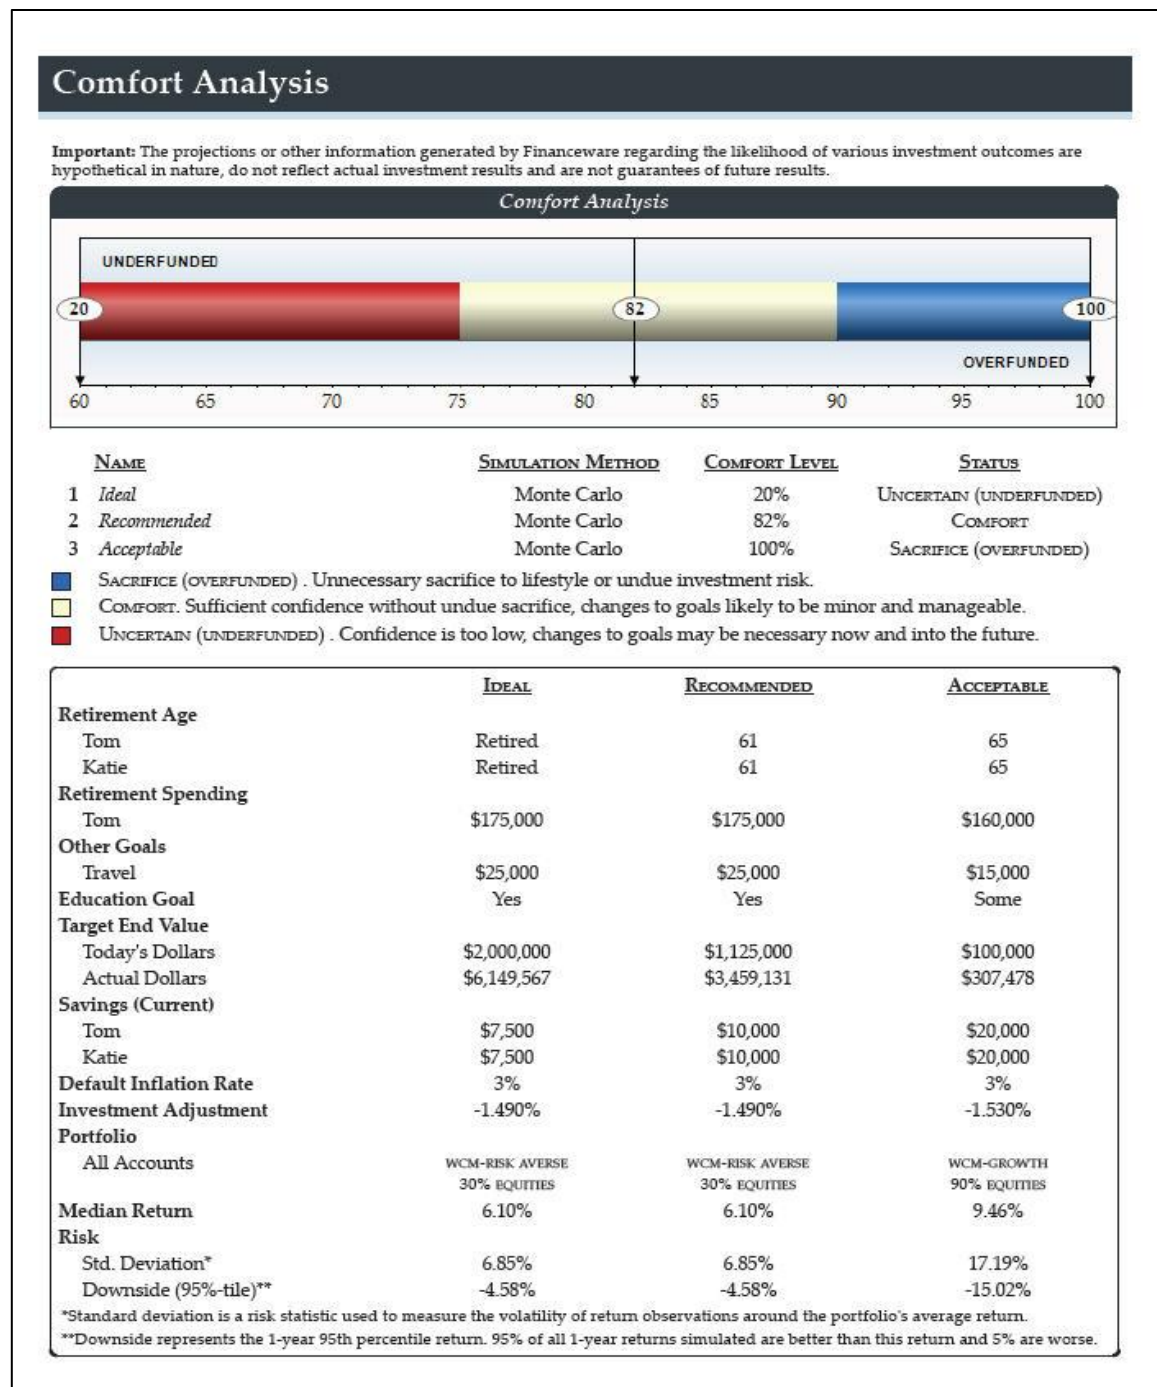 Comfort Analysis
Important: The projections or other information generated by Financeware regarding the likelihood of various investment outcomes are
hypothetical in nature, do not reflect actual investment results and are not guarantees of future results.
Comfort Analysis
UNDERFUNDED
20 82 100
OVERFUNDED
60 65 70 75 80 85 90 95 100
NAME SIMULATION METHOD COMFORT LEVEL STATUS
1 Ideal Monte Carlo 20% UNCERTAIN (UNDERFUNDED)
2 Recommended Monte Carlo 82% COMFORT
3 Acceptable Monte Carlo 100% SACRIFICE (OVERFUNDED)
SACRIFICE (OVERFUNDED) . Unnecessary sacrifice to lifestyle or undue investment risk.
COMFORT. Sufficient confidence without undue sacrifice, changes to goals likely to be minor and manageable.
UNCERTAIN (UNDERFUNDED) . Confidence is too low, changes to goals may be necessary now and into the future.
IDEAL RECOMMENDED ACCEPTABLE
Retirement Age
Tom Retired 61 65
Katie Retired 61 65
Retirement Spending
Tom $175,000 $175,000 $160,000
Other Goals
Travel $25,000 $25,000 $15,000
Education Goal Yes Yes Some
Target End Value
Today's Dollars $2,000,000 $1,125,000 $100,000
Actual Dollars $6,149,567 $3,459,131 $307,478
Savings (Current)
Tom $7,500 $10,000 $20,000
Katie $7,500 $10,000 $20,000
Default Inflation Rate 3% 3% 3%
Investment Adjustment -1.490% -1.490% -1.530%
Portfolio
All Accounts WCM-RISK AVERSE WCM-RISK AVERSE WCM-GROWTH
30% EQUITIES 30% EQUITIES 90% EQUITIES
Median Return 6.10% 6.10% 9.46%
Risk
Std. Deviation* 6.85% 6.85% 17.19%
Downside (95%-tile)** -4.58% -4.58% -15.02%
*Standard deviation is a risk statistic used to measure the volatility of return observations around the portfolio's average return.
**Downside represents the 1-year 95th percentile return. 95% of all 1-year returns simulated are better than this return and 5% are worse.